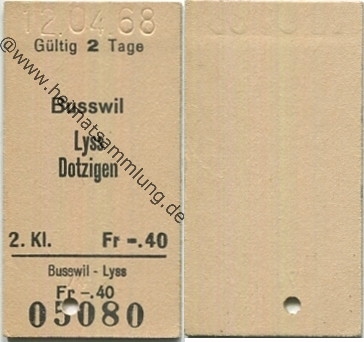 12.04.68
Gültig 2 Tage
Busswil
Lyss
Dotzigen
2. Kl. Fr -.40
Busswil - Lyss
Fr -.40
05080
@www.heimatsammlung.de